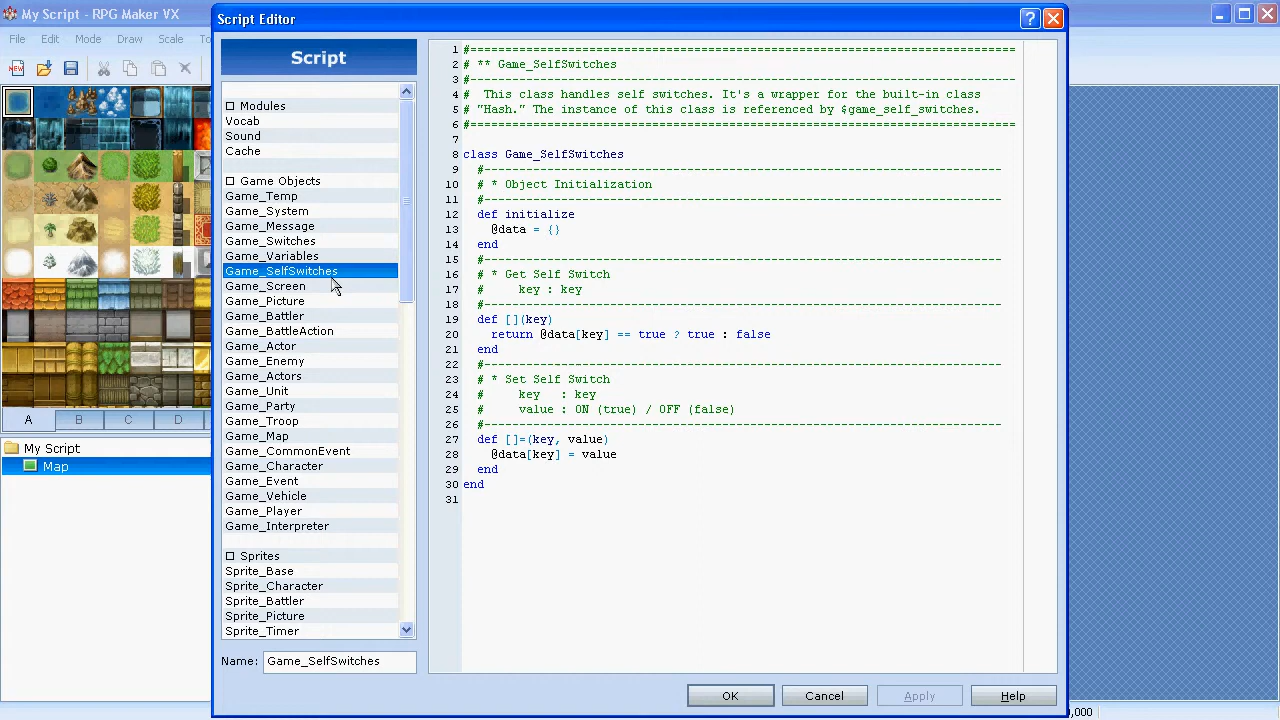 My Script - RPG Maker VX
File Edit Mode Draw Scale To
A B C D
My Script
Map
Script Editor
Script
Modules
Vocab
Sound
Cache
Game Objects
Game_Temp
Game_System
Game_Message
Game_Switches
Game_Variables
Game_SelfSwitches
Game_Screen
Game_Picture
Game_Battler
Game_BattleAction
Game_Actor
Game_Enemy
Game_Actors
Game_Unit
Game_Party
Game_Troop
Game_Map
Game_CommonEvent
Game_Character
Game_Event
Game_Vehicle
Game_Player
Game_Interpreter
Sprites
Sprite_Base
Sprite_Character
Sprite_Battler
Sprite_Picture
Sprite_Timer
Name: Game_SelfSwitches
1 #==============================================================================
2 # ** Game_SelfSwitches
3 #------------------------------------------------------------------------------
4 #  This class handles self switches. It's a wrapper for the built-in class
5 # "Hash." The instance of this class is referenced by $game_self_switches.
6 #==============================================================================
7
8 class Game_SelfSwitches
9   #--------------------------------------------------------------------------
10   # * Object Initialization
11   #--------------------------------------------------------------------------
12   def initialize
13     @data = {}
14   end
15   #--------------------------------------------------------------------------
16   # * Get Self Switch
17   #     key : key
18   #--------------------------------------------------------------------------
19   def [](key)
20     return @data[key] == true ? true : false
21   end
22   #--------------------------------------------------------------------------
23   # * Set Self Switch
24   #     key   : key
25   #     value : ON (true) / OFF (false)
26   #--------------------------------------------------------------------------
27   def []=(key, value)
28     @data[key] = value
29   end
30 end
31
OK Cancel Apply Help
,000